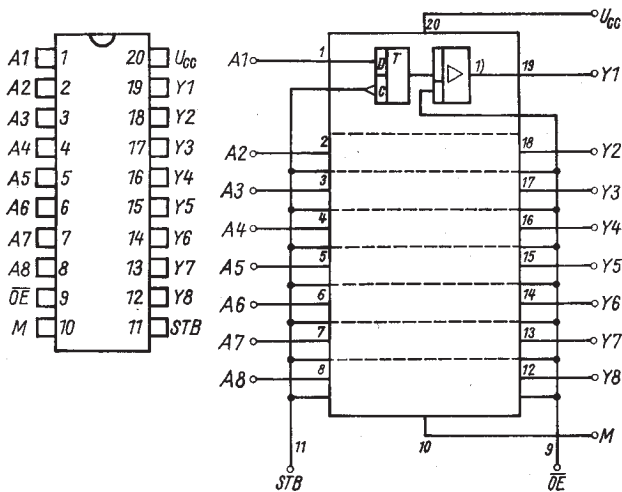 A1 1 20 UCC
A2 2 19 Y1
A3 3 18 Y2
A4 4 17 Y3
A5 5 16 Y4
A6 6 15 Y5
A7 7 14 Y6
A8 8 13 Y7
OE 9 12 Y8
M 10 11 STB
20 UCC
A1 1 D T 1) 19 Y1
C
A2 2 18 Y2
A3 3 17 Y3
A4 4 16 Y4
A5 5 15 Y5
A6 6 14 Y6
A7 7 13 Y7
A8 8 12 Y8
10 M
11 9
STB OE